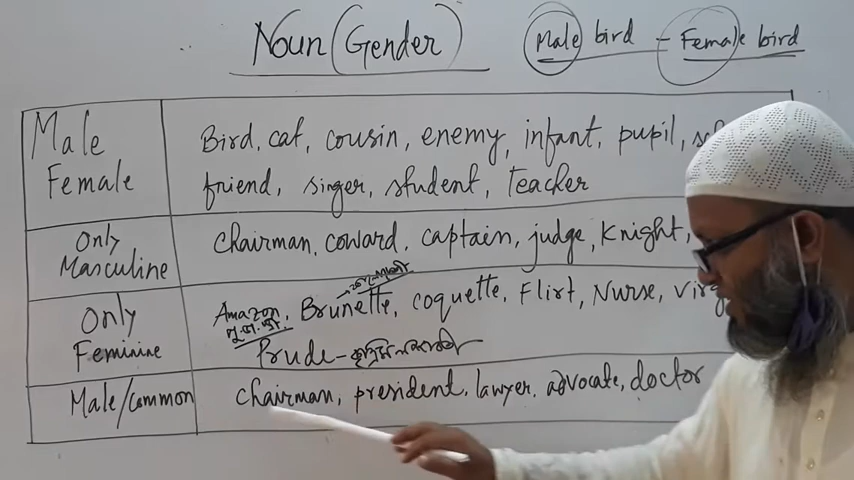 Noun (Gender)
Male bird - Female bird
Male
Female
Bird, cat, cousin, enemy, infant, pupil,
friend, singer, student, Teacher
Only
Masculine
Chairman, coward, captain, judge, Knight,
Only
Feminine
Amazon, Brunette, coquette, Flirt, Nurse,
Prude -
Male/Common
chairman, president, lawyer, advocate, doctor